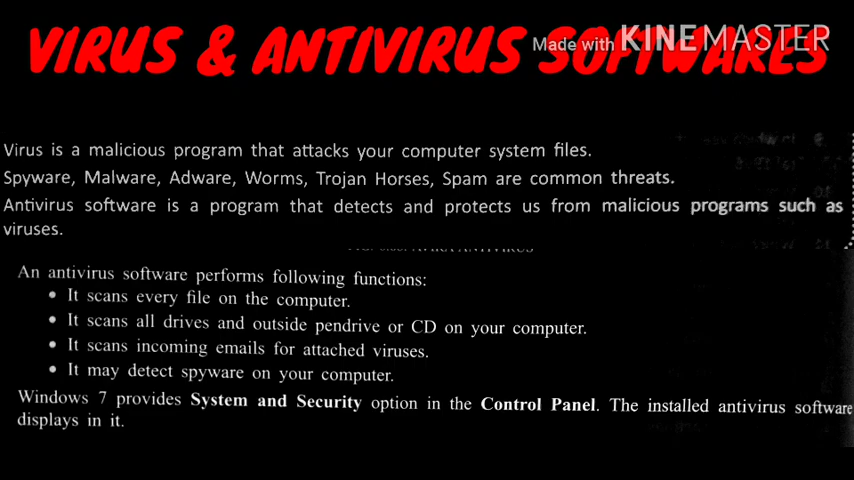 VIRUS & ANTIVIRUS SOFTWARES
Made with KINEMASTER
Virus is a malicious program that attacks your computer system files.
Spyware, Malware, Adware, Worms, Trojan Horses, Spam are common threats.
Antivirus software is a program that detects and protects us from malicious programs such as
viruses.
An antivirus software performs following functions:
• It scans every file on the computer.
• It scans all drives and outside pendrive or CD on your computer.
• It scans incoming emails for attached viruses.
• It may detect spyware on your computer.
Windows 7 provides System and Security option in the Control Panel. The installed antivirus software
displays in it.